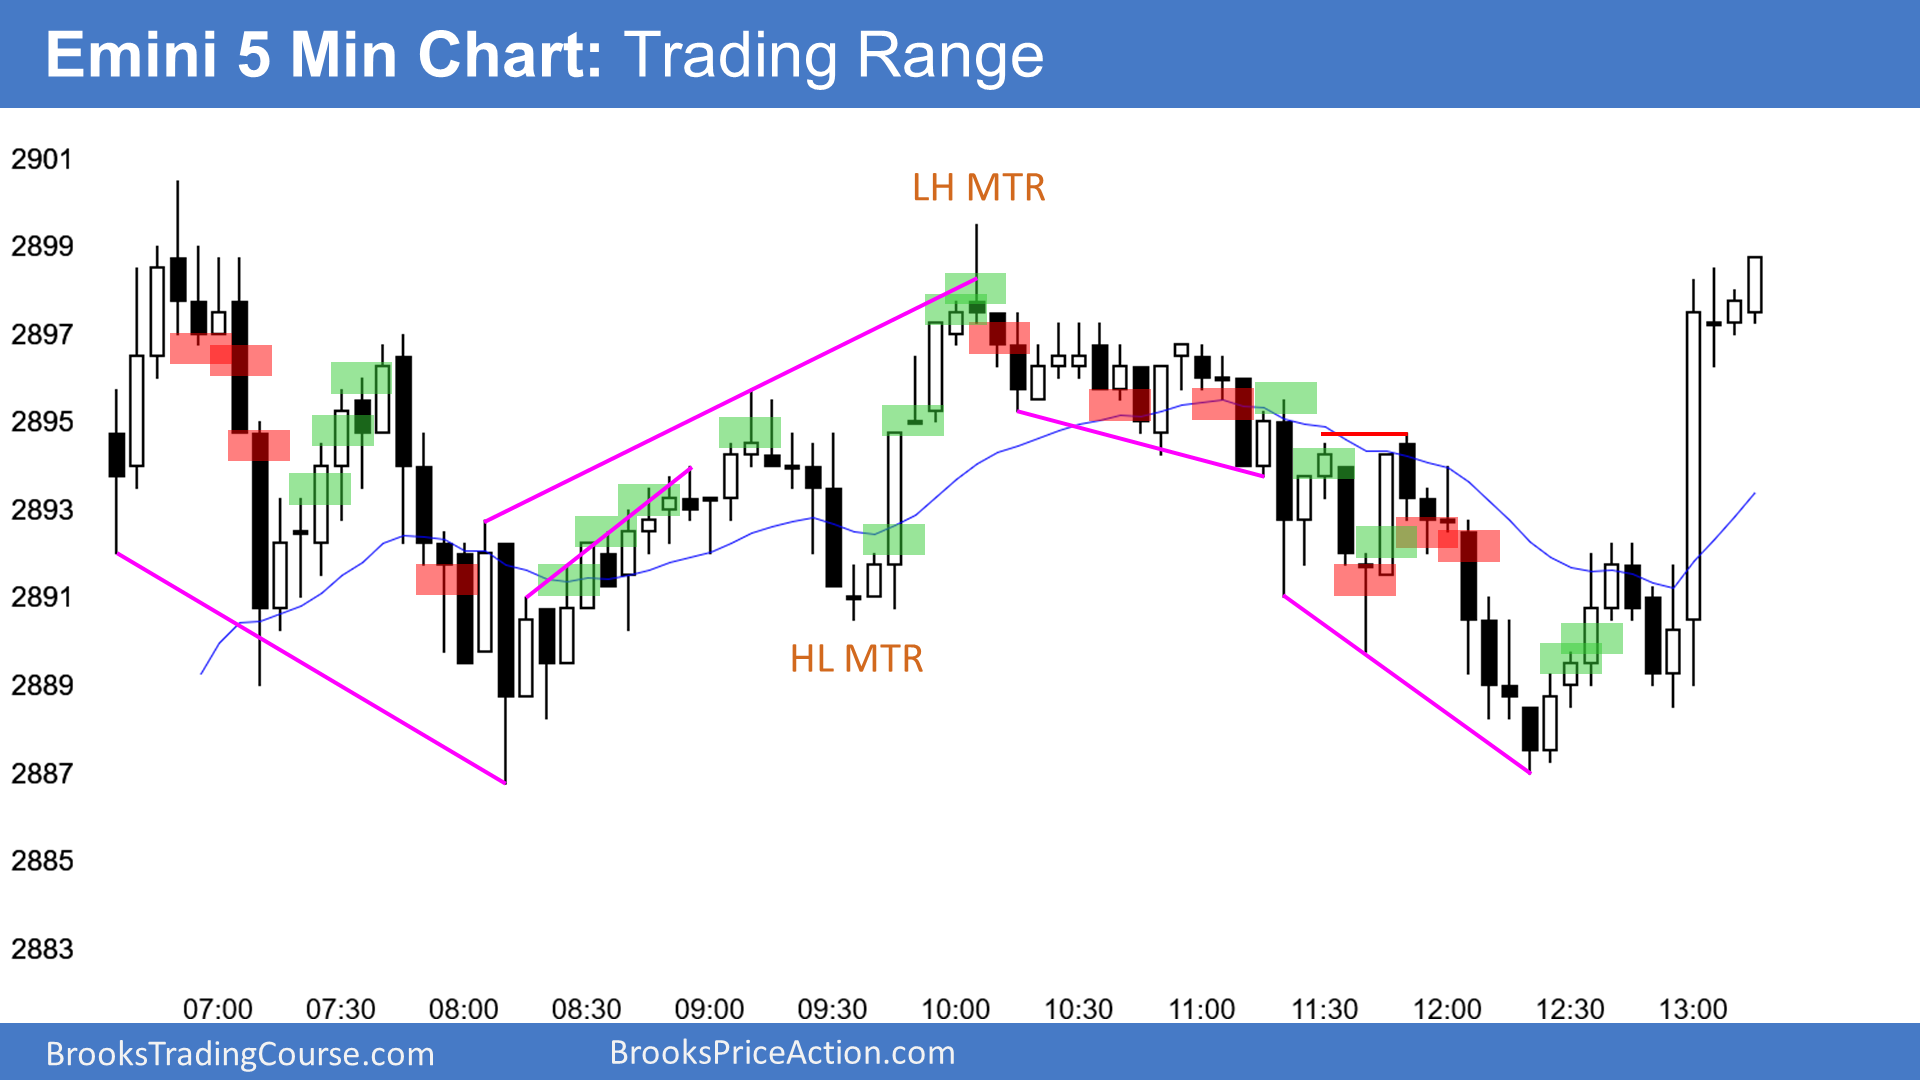 Emini 5 Min Chart: Trading Range
2901
LH MTR
2899
2897
2895
2893
2891
HL MTR
2889
2887
2885
2883
07:00 07:30 08:00 08:30 09:00 09:30 10:00 10:30 11:00 11:30 12:00 12:30 13:00
BrooksTradingCourse.com BrooksPriceAction.com